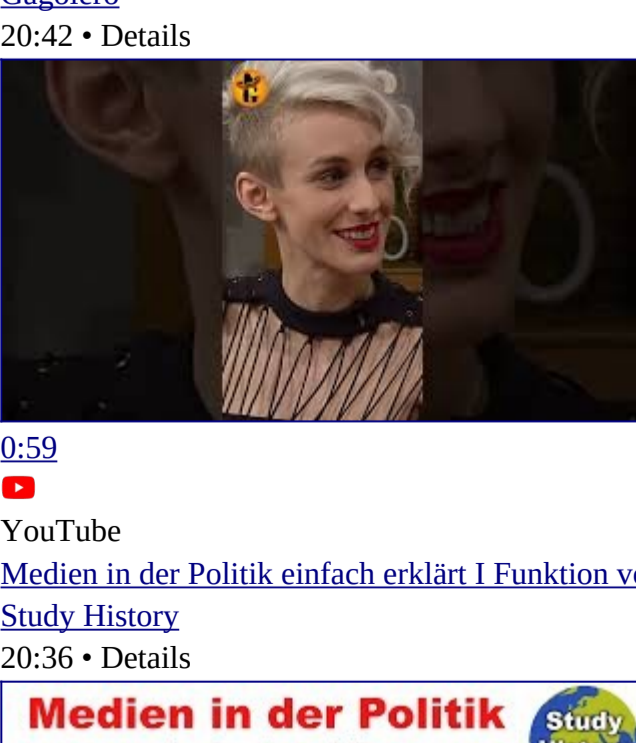 Gagolero
20:42 • Details
0:59
YouTube
Medien in der Politik einfach erklärt I Funktion v
Study History
20:36 • Details
Medien in der Politik
Study